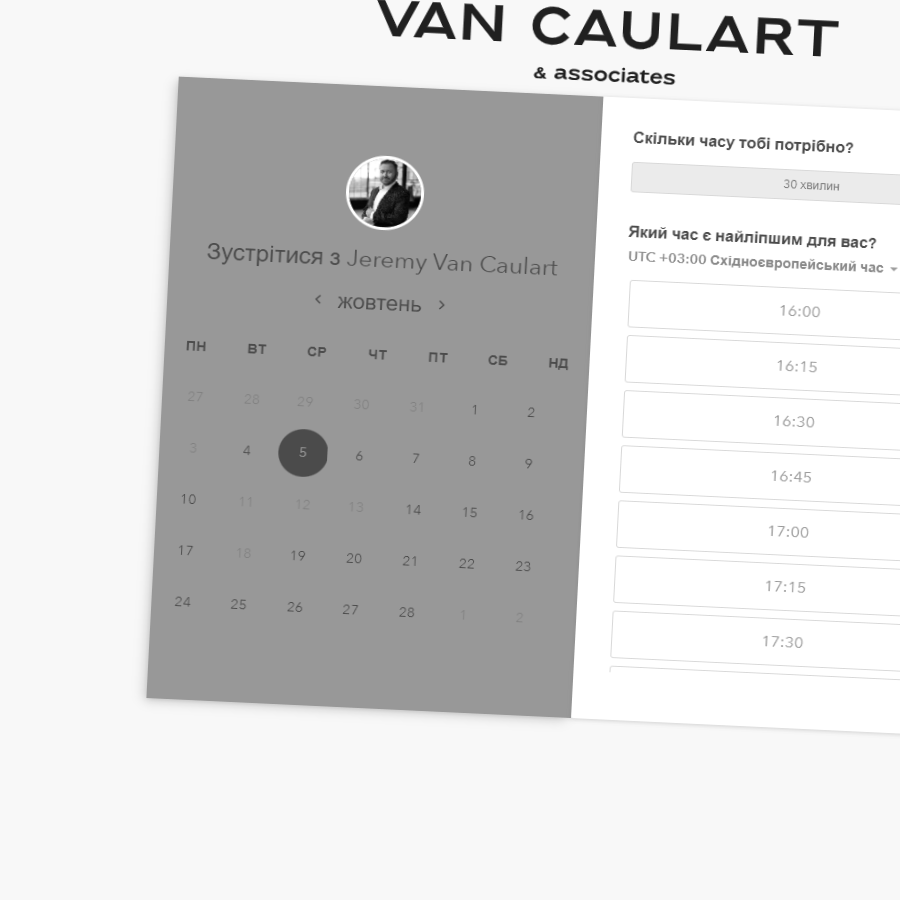 VAN CAULART
& associates
Зустрітися з Jeremy Van Caulart
‹ жовтень ›
ПН ВТ СР ЧТ ПТ СБ НД
27 28 29 30 31 1 2
3 4 5 6 7 8 9
10 11 12 13 14 15 16
17 18 19 20 21 22 23
24 25 26 27 28 1 2
Скільки часу тобі потрібно?
30 хвилин
Який час є найліпшим для вас?
UTC +03:00 Східноєвропейський час
16:00
16:15
16:30
16:45
17:00
17:15
17:30